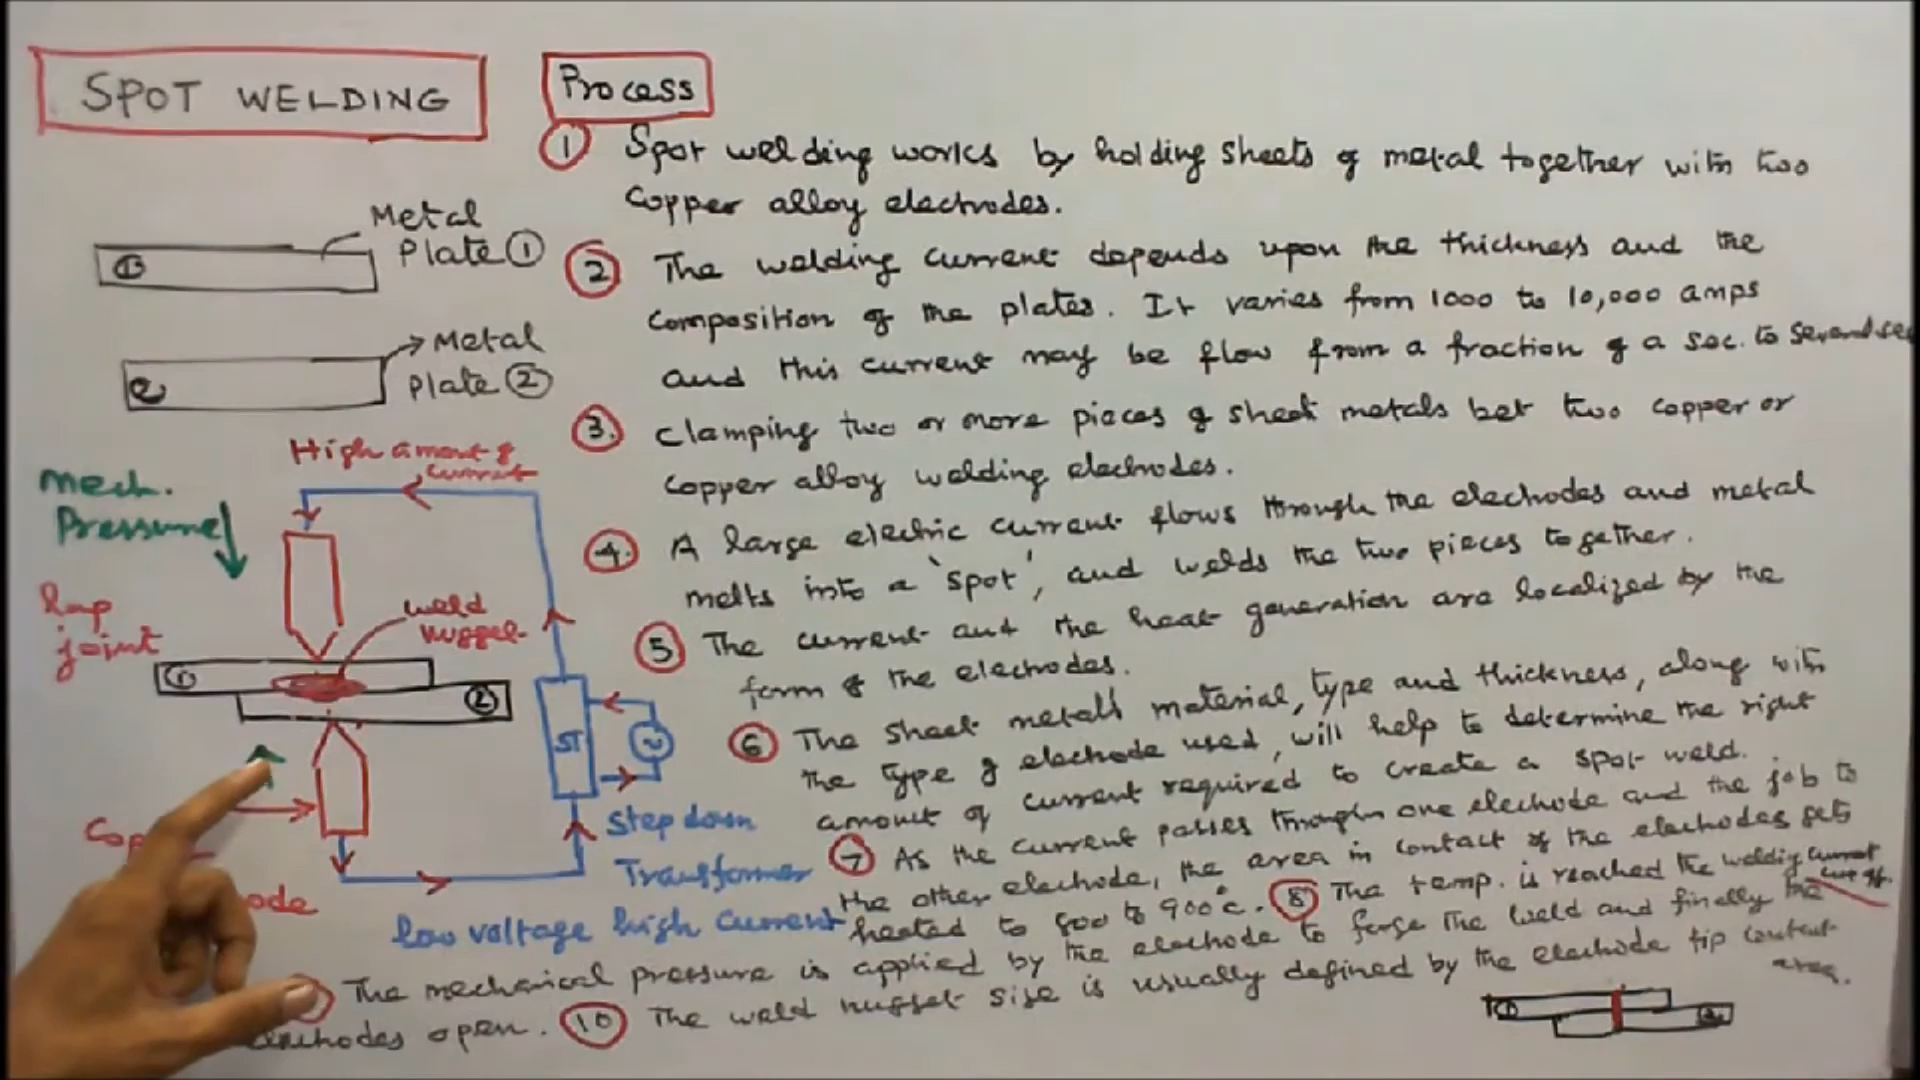 SPOT WELDING
Process
① Spot welding works by holding sheets of metal together with two
copper alloy electrodes.
② The welding current depends upon the thickness and the
composition of the plates. It varies from 1000 to 10,000 amps
and this current may be flow from a fraction of a sec. to
③. Clamping two or more pieces of sheet metals bet two copper or
copper alloy welding electrodes.
④. A large electric current flows through the electrodes and metal
melts into a 'spot', and welds the two pieces together.
⑤ The current and the heat generation are localized by the
form of the electrodes.
⑥ The sheet metals material, type and thickness, along with
the type of electrode used, will help to determine the right
amount of current required to create a spot weld.
⑦ As the current passes through one electrode and the job to
the other electrode, the area in contact of the electrodes gets
heated to 800 to 900°c. ⑧ The temp. is reached the welding current
cut off.
The mechanical pressure is applied by the electrode to forge the weld and finally the
electrodes open. ⑩ The weld nugget size is usually defined by the electrode tip contact
area.
Metal
Plate ①
①
Metal
Plate ②
②
High amount of
current
Mech.
Pressure
lap
joint
weld
nugget
①
②
ST
Step down
Transformer
low voltage high current
①
②